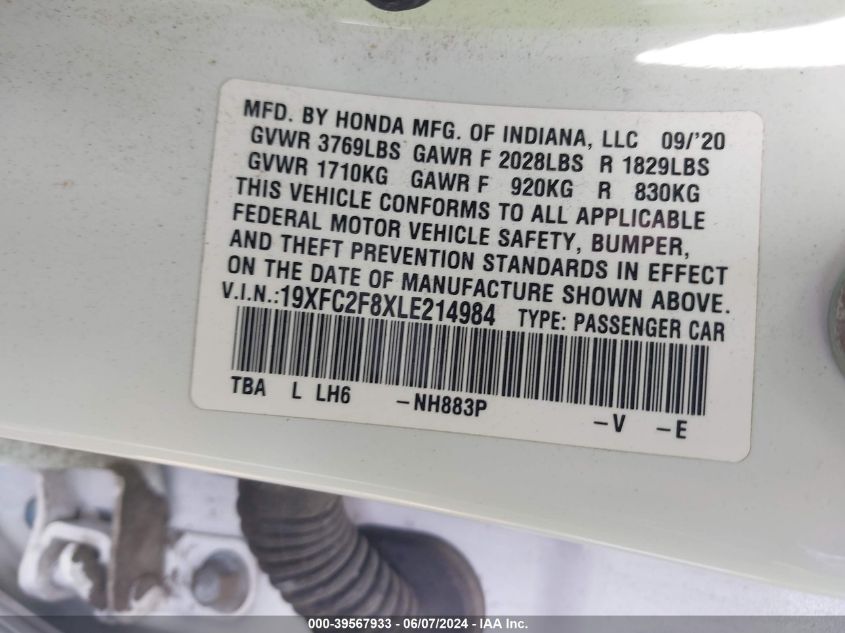 MFD. BY HONDA MFG. OF INDIANA, LLC 09/'20
GVWR 3769LBS GAWR F 2028LBS R 1829LBS
GVWR 1710KG GAWR F 920KG R 830KG
THIS VEHICLE CONFORMS TO ALL APPLICABLE
FEDERAL MOTOR VEHICLE SAFETY, BUMPER,
AND THEFT PREVENTION STANDARDS IN EFFECT
ON THE DATE OF MANUFACTURE SHOWN ABOVE.
V.I.N.:19XFC2F8XLE214984 TYPE: PASSENGER CAR
TBA L LH6 -NH883P -V -E
000-39567933 / 06/07/2024 - IAA Inc.